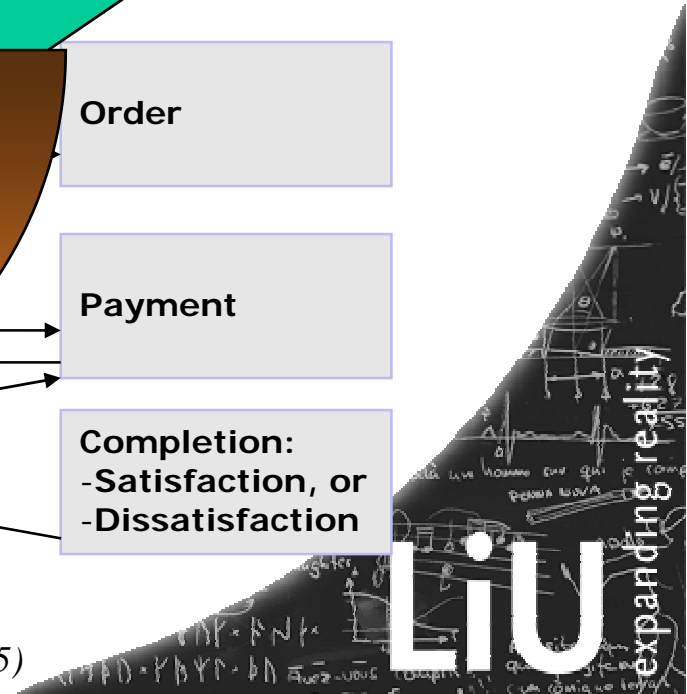 Order
Payment
Completion:
-Satisfaction, or
-Dissatisfaction
5)
LiU
expanding reality